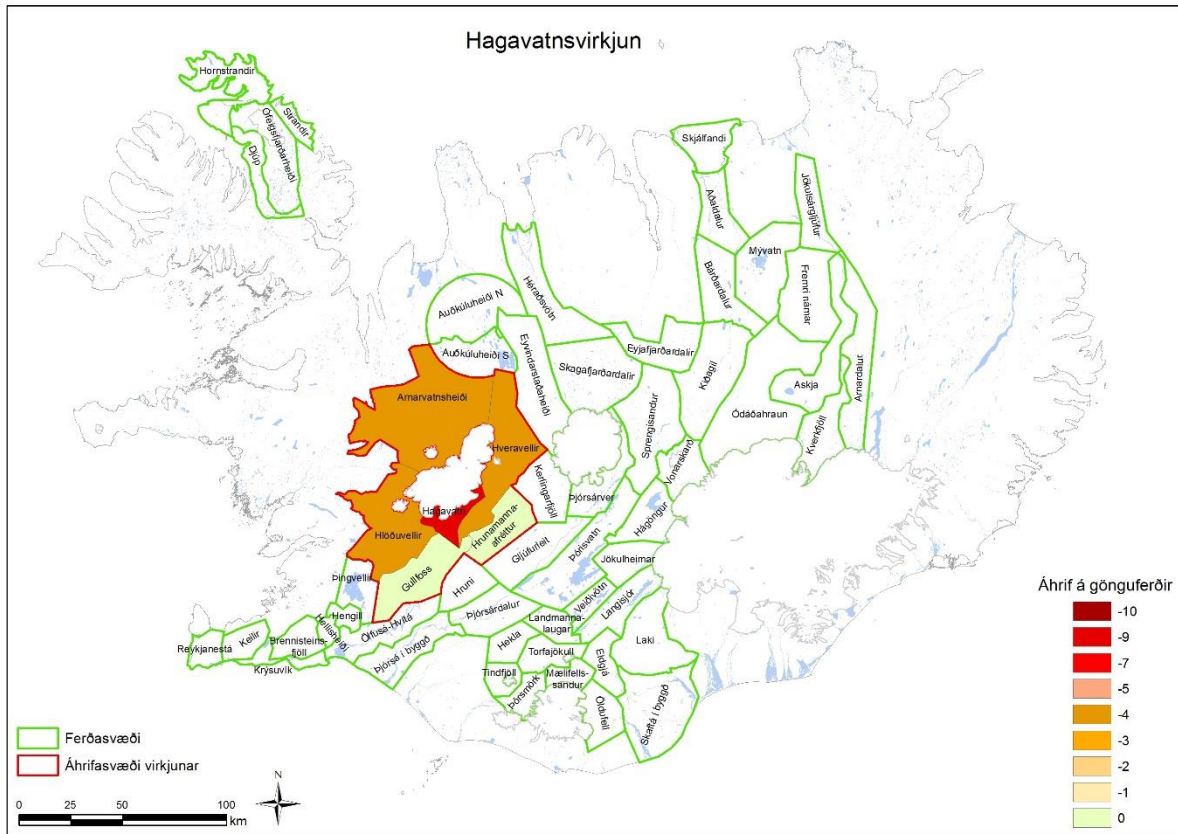 Hagavatnsvirkjun
Hornstrandir
Strandir
Ófeigsfjarðarheiði
Djúp
Skjálfandi
Aðaldalur
Jökulsárgljúfur
Mývatn
Bárðardalur
Fremri námar
Auðkúluheiði N
Héraðsvötn
Auðkúluheiði S
Eyvindarstaðaheiði
Eyjafjarðardalir
Skagafjarðardalir
Kiðagil
Askja
Arnardalur
Arnarvatnsheiði
Sprengisandur
Ódáðahraun
Kverkfjöll
Hveravellir
Vonarskarð
Kerlingarfjöll
Þjórsárver
Hagavatn
Hrunamanna-
afréttur
Hágöngur
Hlöðuvellir
Gljúfurleit
Þórisvatn
Jökulheimar
Þingvellir
Gullfoss
Hruni
Veiðivötn
Langisjór
Hengill
Hellisheiði
Ölfusá-Hvítá
Þjórsárdalur
Landmanna-
laugar
Reykjanestá
Keilir
Brennisteins-
fjöll
Krýsuvík
Þjórsá í byggð
Hekla
Torfajökull
Eldgjá
Laki
Tindfjöll
Mælifells-
sandur
Þórsmörk
Öldufell
Skaftá í byggð
Áhrif á gönguferðir
-10
-9
-7
-5
-4
-3
-2
-1
0
Ferðasvæði
Áhrifasvæði virkjunar
N
0 25 50 100
km